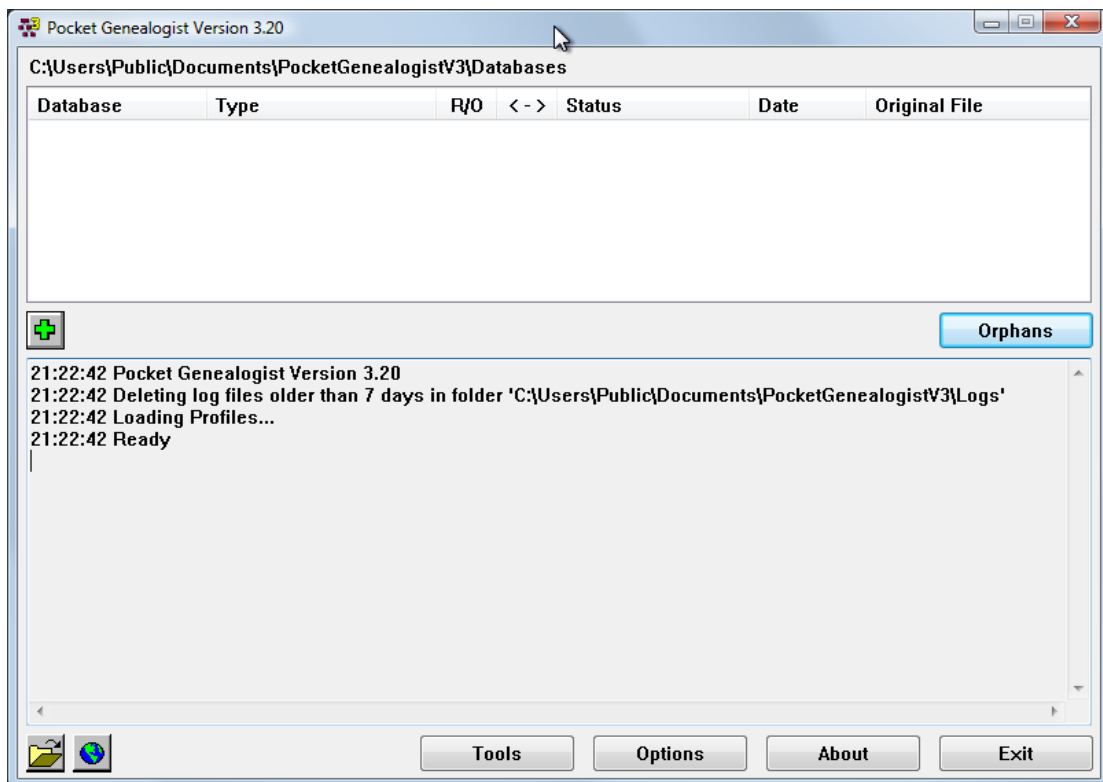 Pocket Genealogist Version 3.20
C:\Users\Public\Documents\PocketGenealogistV3\Databases
Database Type R/O <-> Status Date Original File
Orphans
21:22:42 Pocket Genealogist Version 3.20
21:22:42 Deleting log files older than 7 days in folder 'C:\Users\Public\Documents\PocketGenealogistV3\Logs'
21:22:42 Loading Profiles...
21:22:42 Ready
Tools Options About Exit